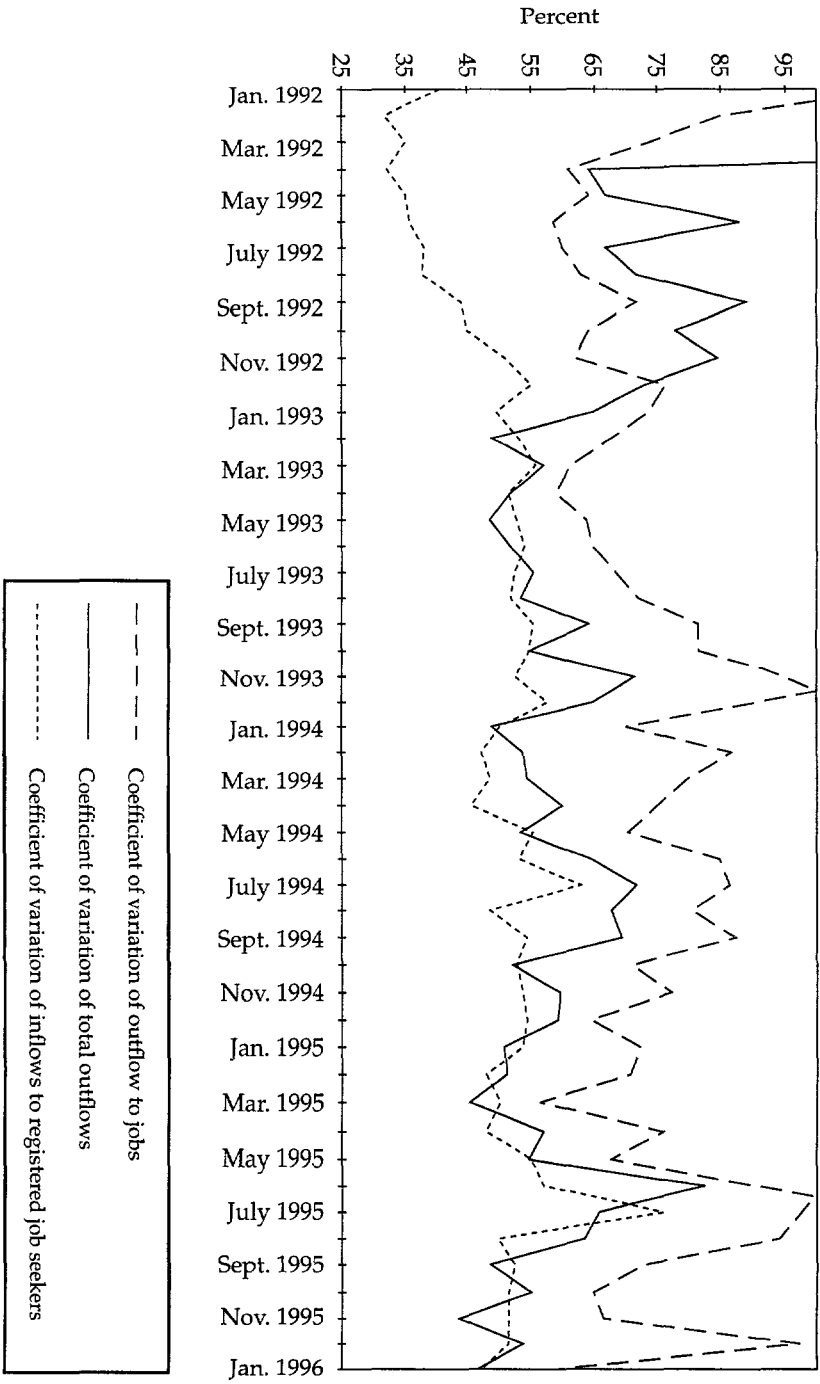 Percent
25
35
45
55
65
75
85
95
Jan. 1992
Mar. 1992
May 1992
July 1992
Sept. 1992
Nov. 1992
Jan. 1993
Mar. 1993
May 1993
July 1993
Sept. 1993
Nov. 1993
Jan. 1994
Mar. 1994
May 1994
July 1994
Sept. 1994
Nov. 1994
Jan. 1995
Mar. 1995
May 1995
July 1995
Sept. 1995
Nov. 1995
Jan. 1996
Coefficient of variation of outflow to jobs
Coefficient of variation of total outflows
Coefficient of variation of inflows to registered job seekers